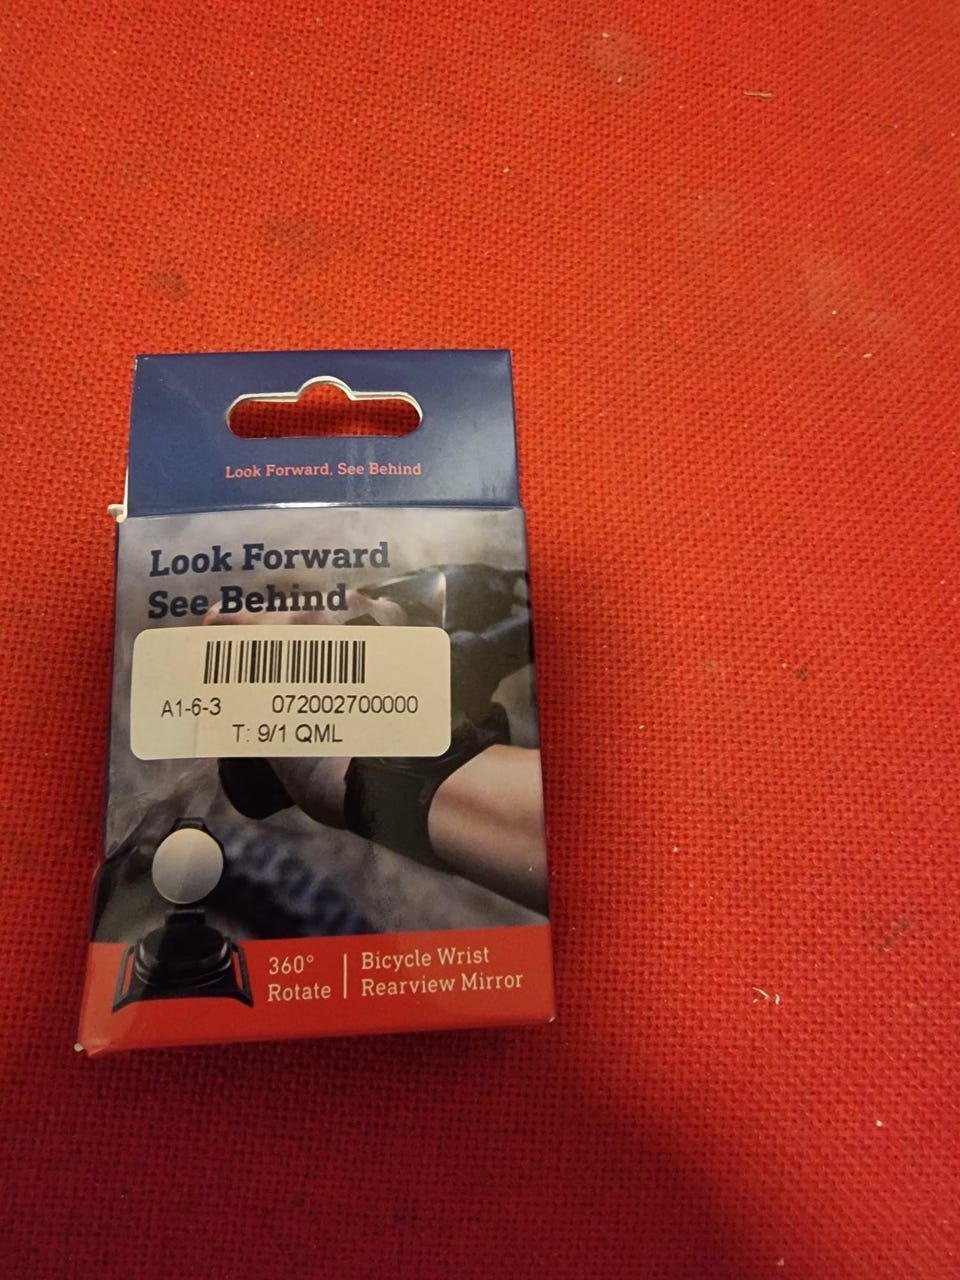 Look Forward, See Behind
Look Forward
See Behind
A1-6-3 072002700000
T: 9/1 QML
360°
Rotate
Bicycle Wrist
Rearview Mirror